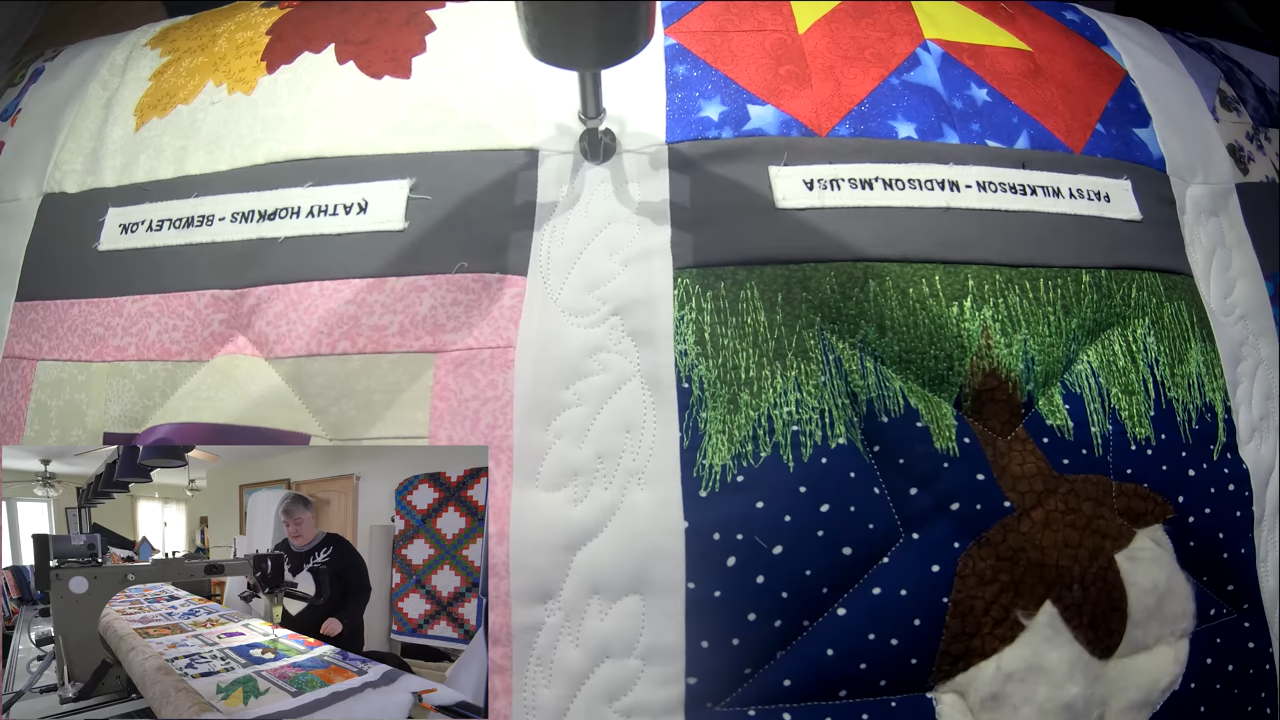 KATHY HOPKINS - BEWDLEY, ON.
PATSY WILKERSON - MADISON, MS, USA